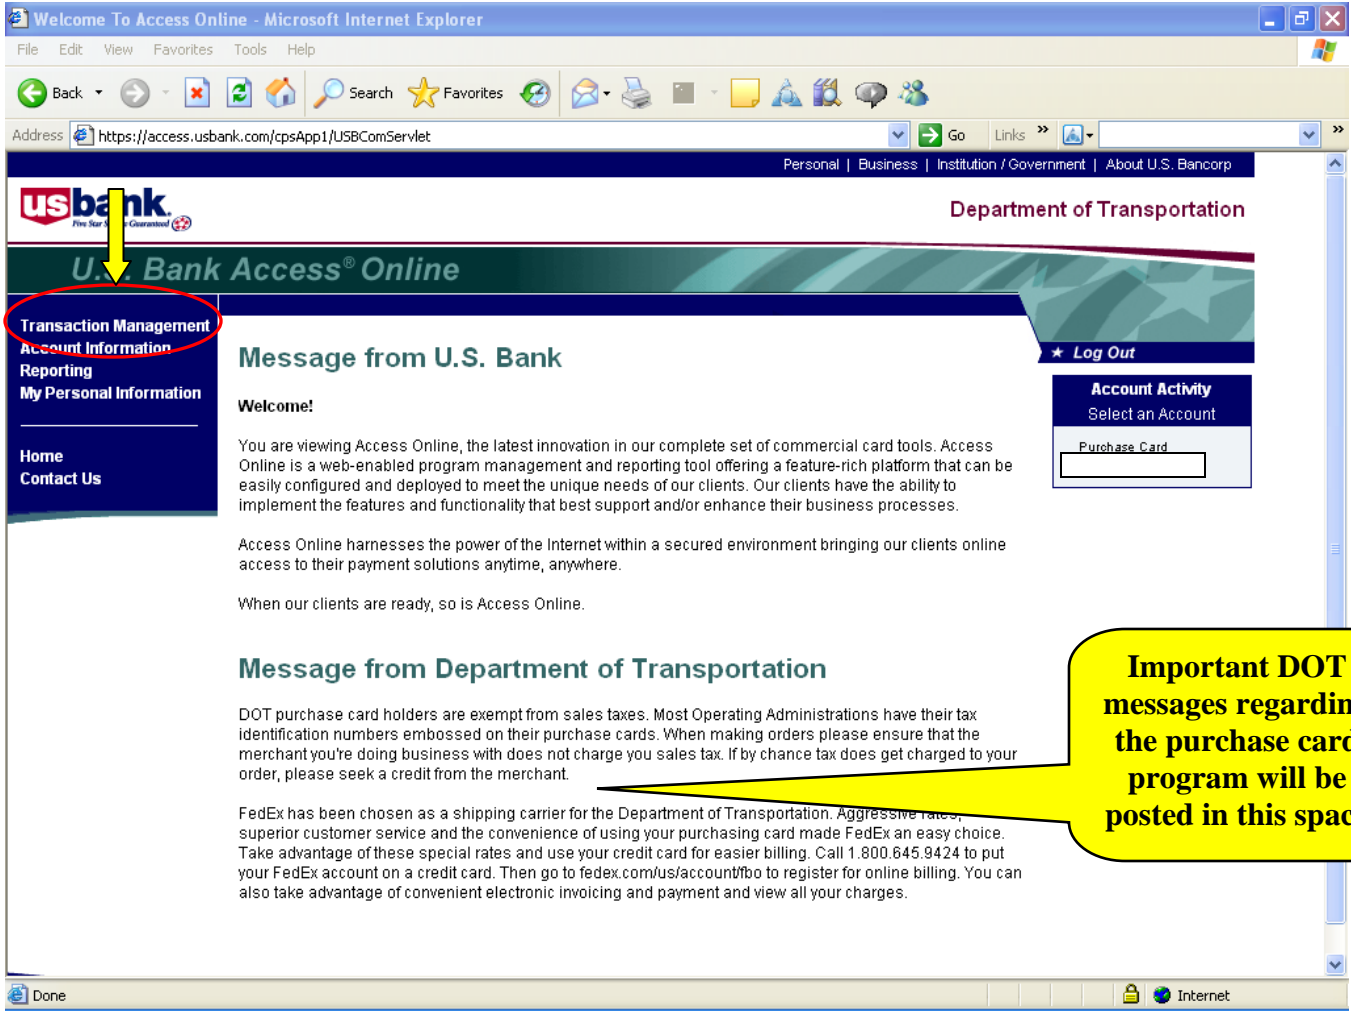 Welcome To Access Online - Microsoft Internet Explorer
File Edit View Favorites Tools Help
Back Search Favorites
Address https://access.usbank.com/cpsApp1/USBComServlet Go Links
Personal | Business | Institution / Government | About U.S. Bancorp
usbank.
Five Star Guaranteed
Department of Transportation
U.S. Bank Access® Online
Transaction Management
Account Information
Reporting
My Personal Information
Home
Contact Us
Log Out
Account Activity
Select an Account
Purchase Card
Message from U.S. Bank
Welcome!
You are viewing Access Online, the latest innovation in our complete set of commercial card tools. Access
Online is a web-enabled program management and reporting tool offering a feature-rich platform that can be
easily configured and deployed to meet the unique needs of our clients. Our clients have the ability to
implement the features and functionality that best support and/or enhance their business processes.
Access Online harnesses the power of the Internet within a secured environment bringing our clients online
access to their payment solutions anytime, anywhere.
When our clients are ready, so is Access Online.
Message from Department of Transportation
DOT purchase card holders are exempt from sales taxes. Most Operating Administrations have their tax
identification numbers embossed on their purchase cards. When making orders please ensure that the
merchant you're doing business with does not charge you sales tax. If by chance tax does get charged to your
order, please seek a credit from the merchant.
FedEx has been chosen as a shipping carrier for the Department of Transportation. Aggressive rates,
superior customer service and the convenience of using your purchasing card made FedEx an easy choice.
Take advantage of these special rates and use your credit card for easier billing. Call 1.800.645.9424 to put
your FedEx account on a credit card. Then go to fedex.com/us/account/fbo to register for online billing. You can
also take advantage of convenient electronic invoicing and payment and view all your charges.
Important DOT
messages regardin
the purchase card
program will be
posted in this spac
Done Internet